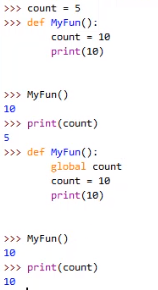 >>> count = 5
>>> def MyFun():
        count = 10
        print(10)

>>> MyFun()
10
>>> print(count)
5
>>> def MyFun():
        global count
        count = 10
        print(10)

>>> MyFun()
10
>>> print(count)
10